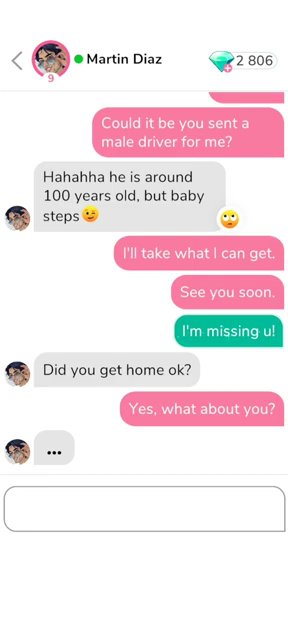 Martin Diaz
2 806
9
Could it be you sent a
male driver for me?
Hahahha he is around
100 years old, but baby
steps😉
🙄
I'll take what I can get.
See you soon.
I'm missing u!
Did you get home ok?
Yes, what about you?
...